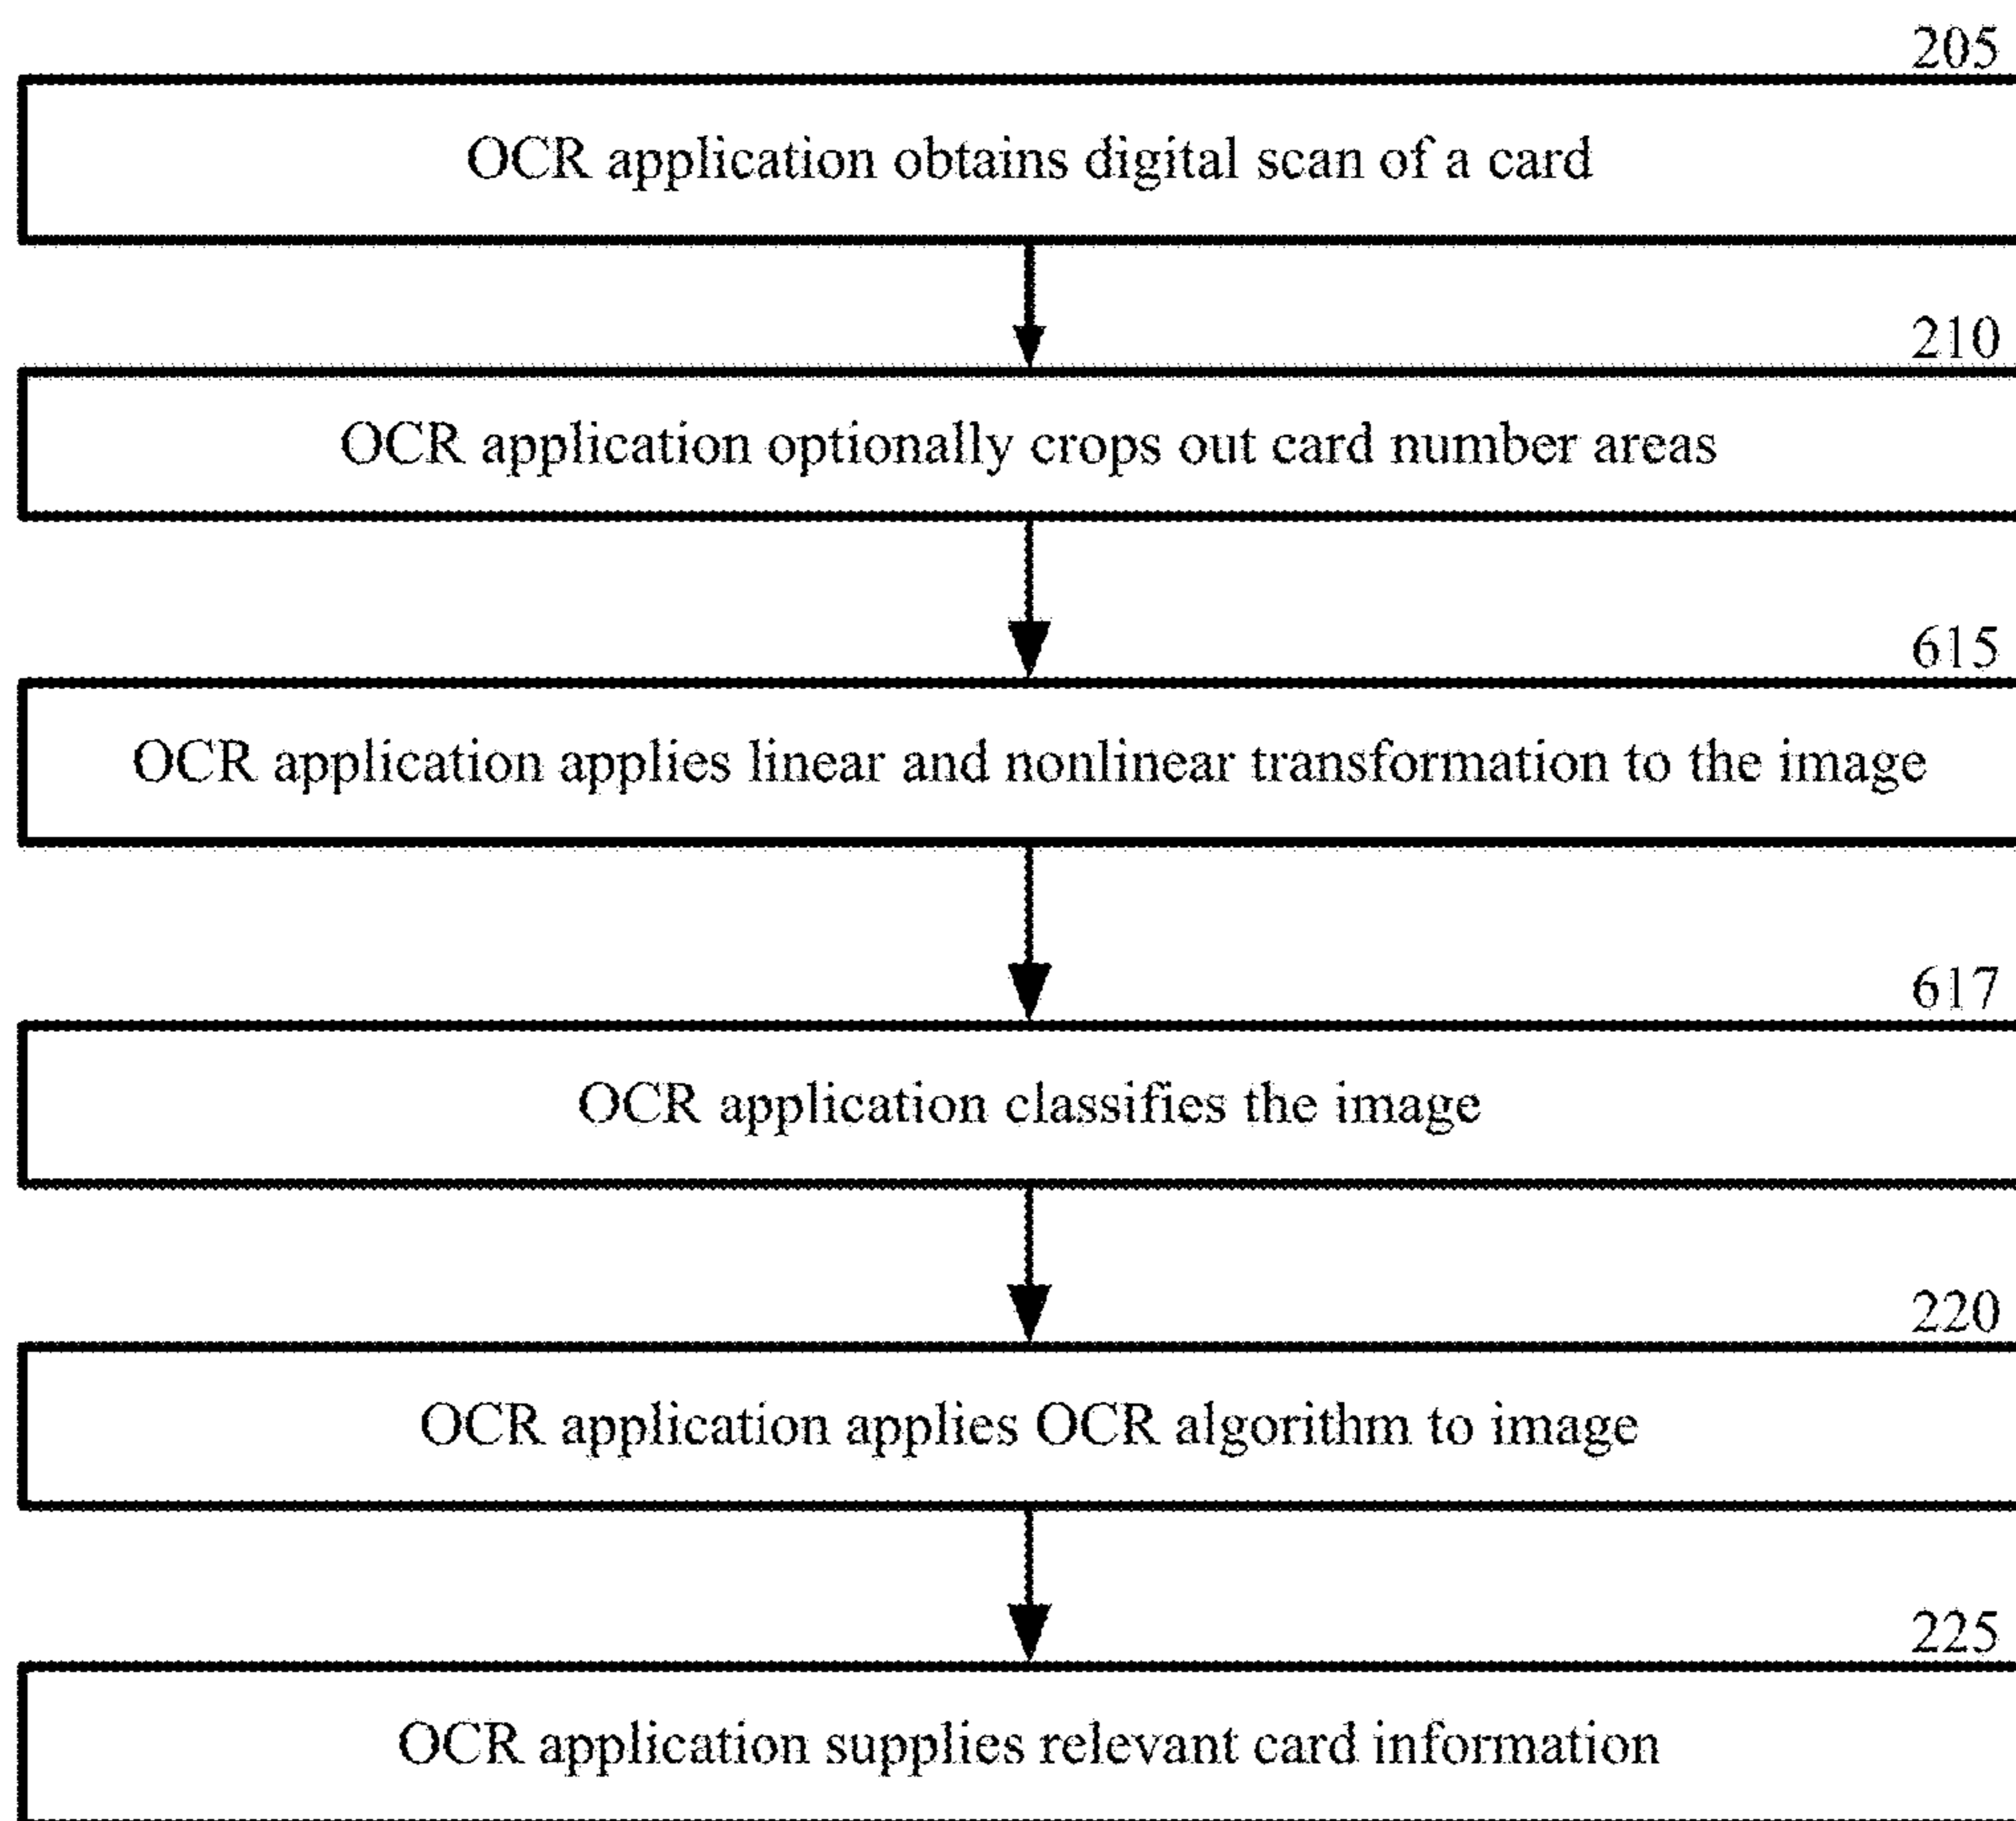 205
OCR application obtains digital scan of a card
210
OCR application optionally crops out card number areas
615
OCR application applies linear and nonlinear transformation to the image
617
OCR application classifies the image
220
OCR application applies OCR algorithm to image
225
OCR application supplies relevant card information